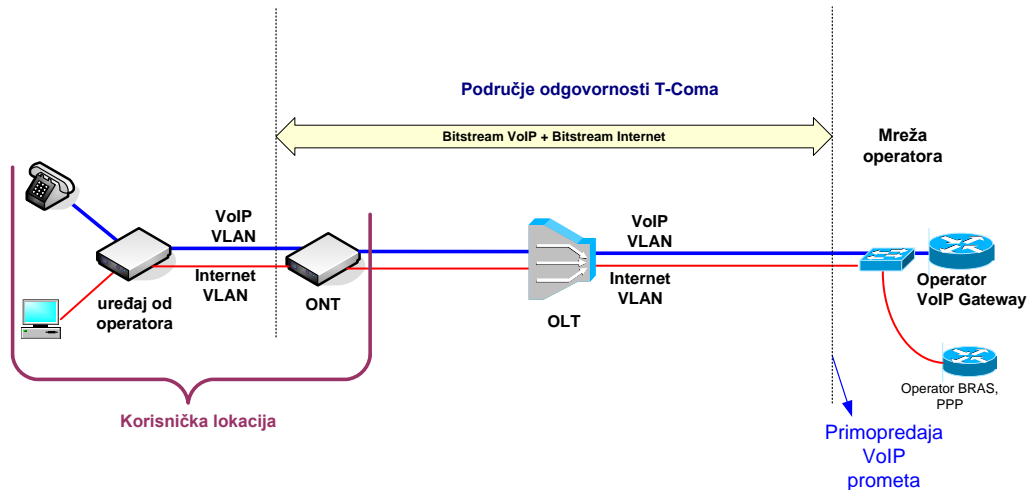 Područje odgovornosti T-Coma
Bitstream VoIP + Bitstream Internet
Mreža
operatora
VoIP
VLAN
Internet
VLAN
uređaj od
operatora
ONT
OLT
VoIP
VLAN
Internet
VLAN
Operator
VoIP Gateway
Operator BRAS,
PPP
Korisnička lokacija
Primopredaja
VoIP
prometa